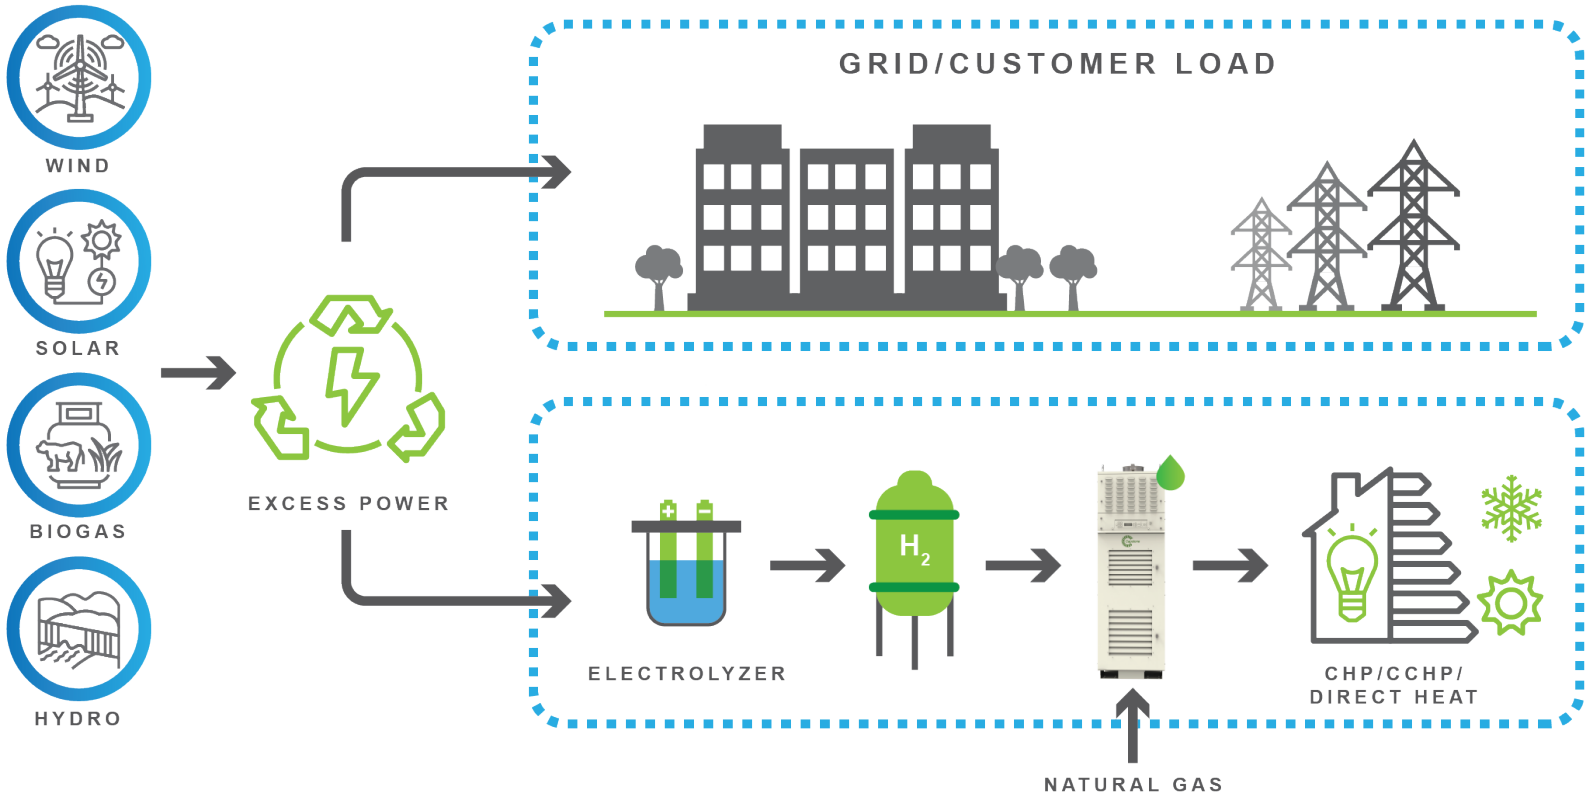 WIND
SOLAR
BIOGAS
HYDRO
EXCESS POWER
GRID/CUSTOMER LOAD
ELECTROLYZER
H2
CHP/CCHP/
DIRECT HEAT
NATURAL GAS